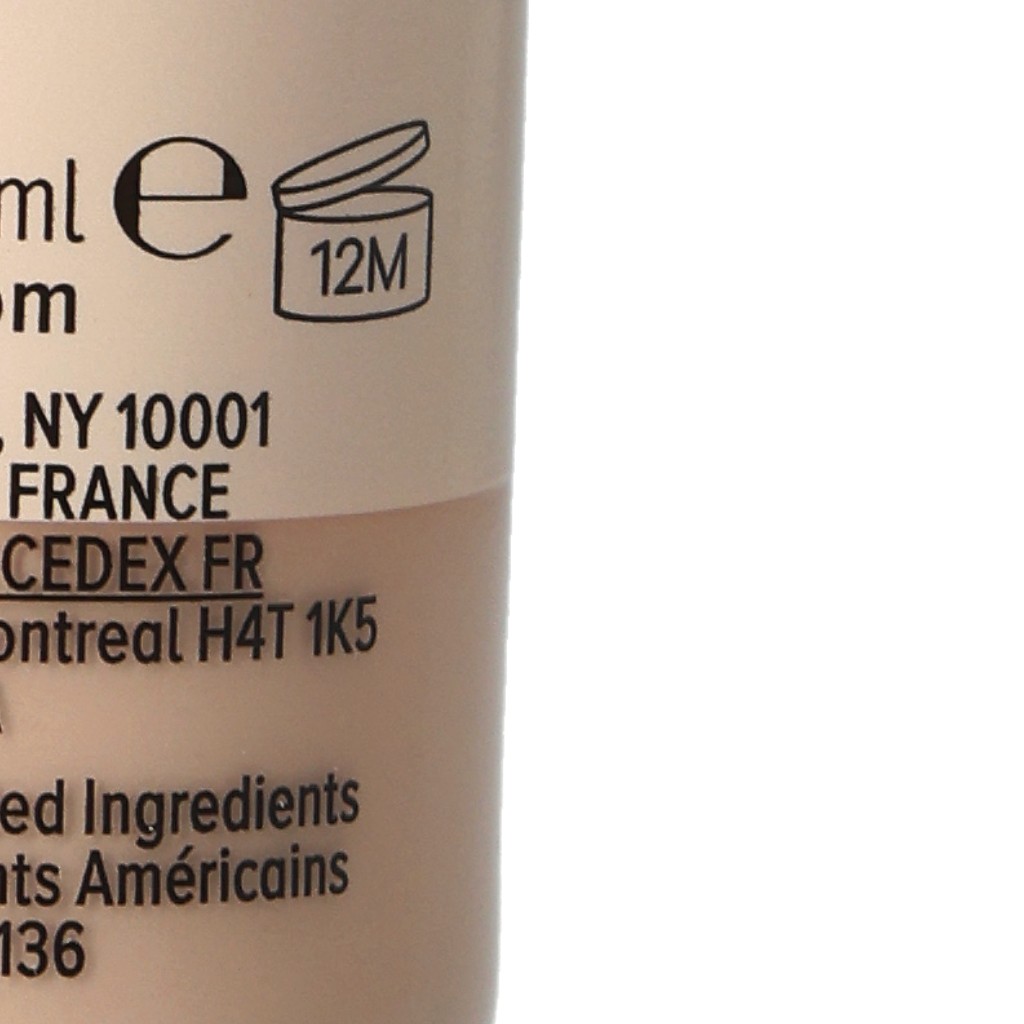 ml e 12M
om
, NY 10001
FRANCE
CEDEX FR
ontreal H4T 1K5
ed Ingredients
nts Américains
136